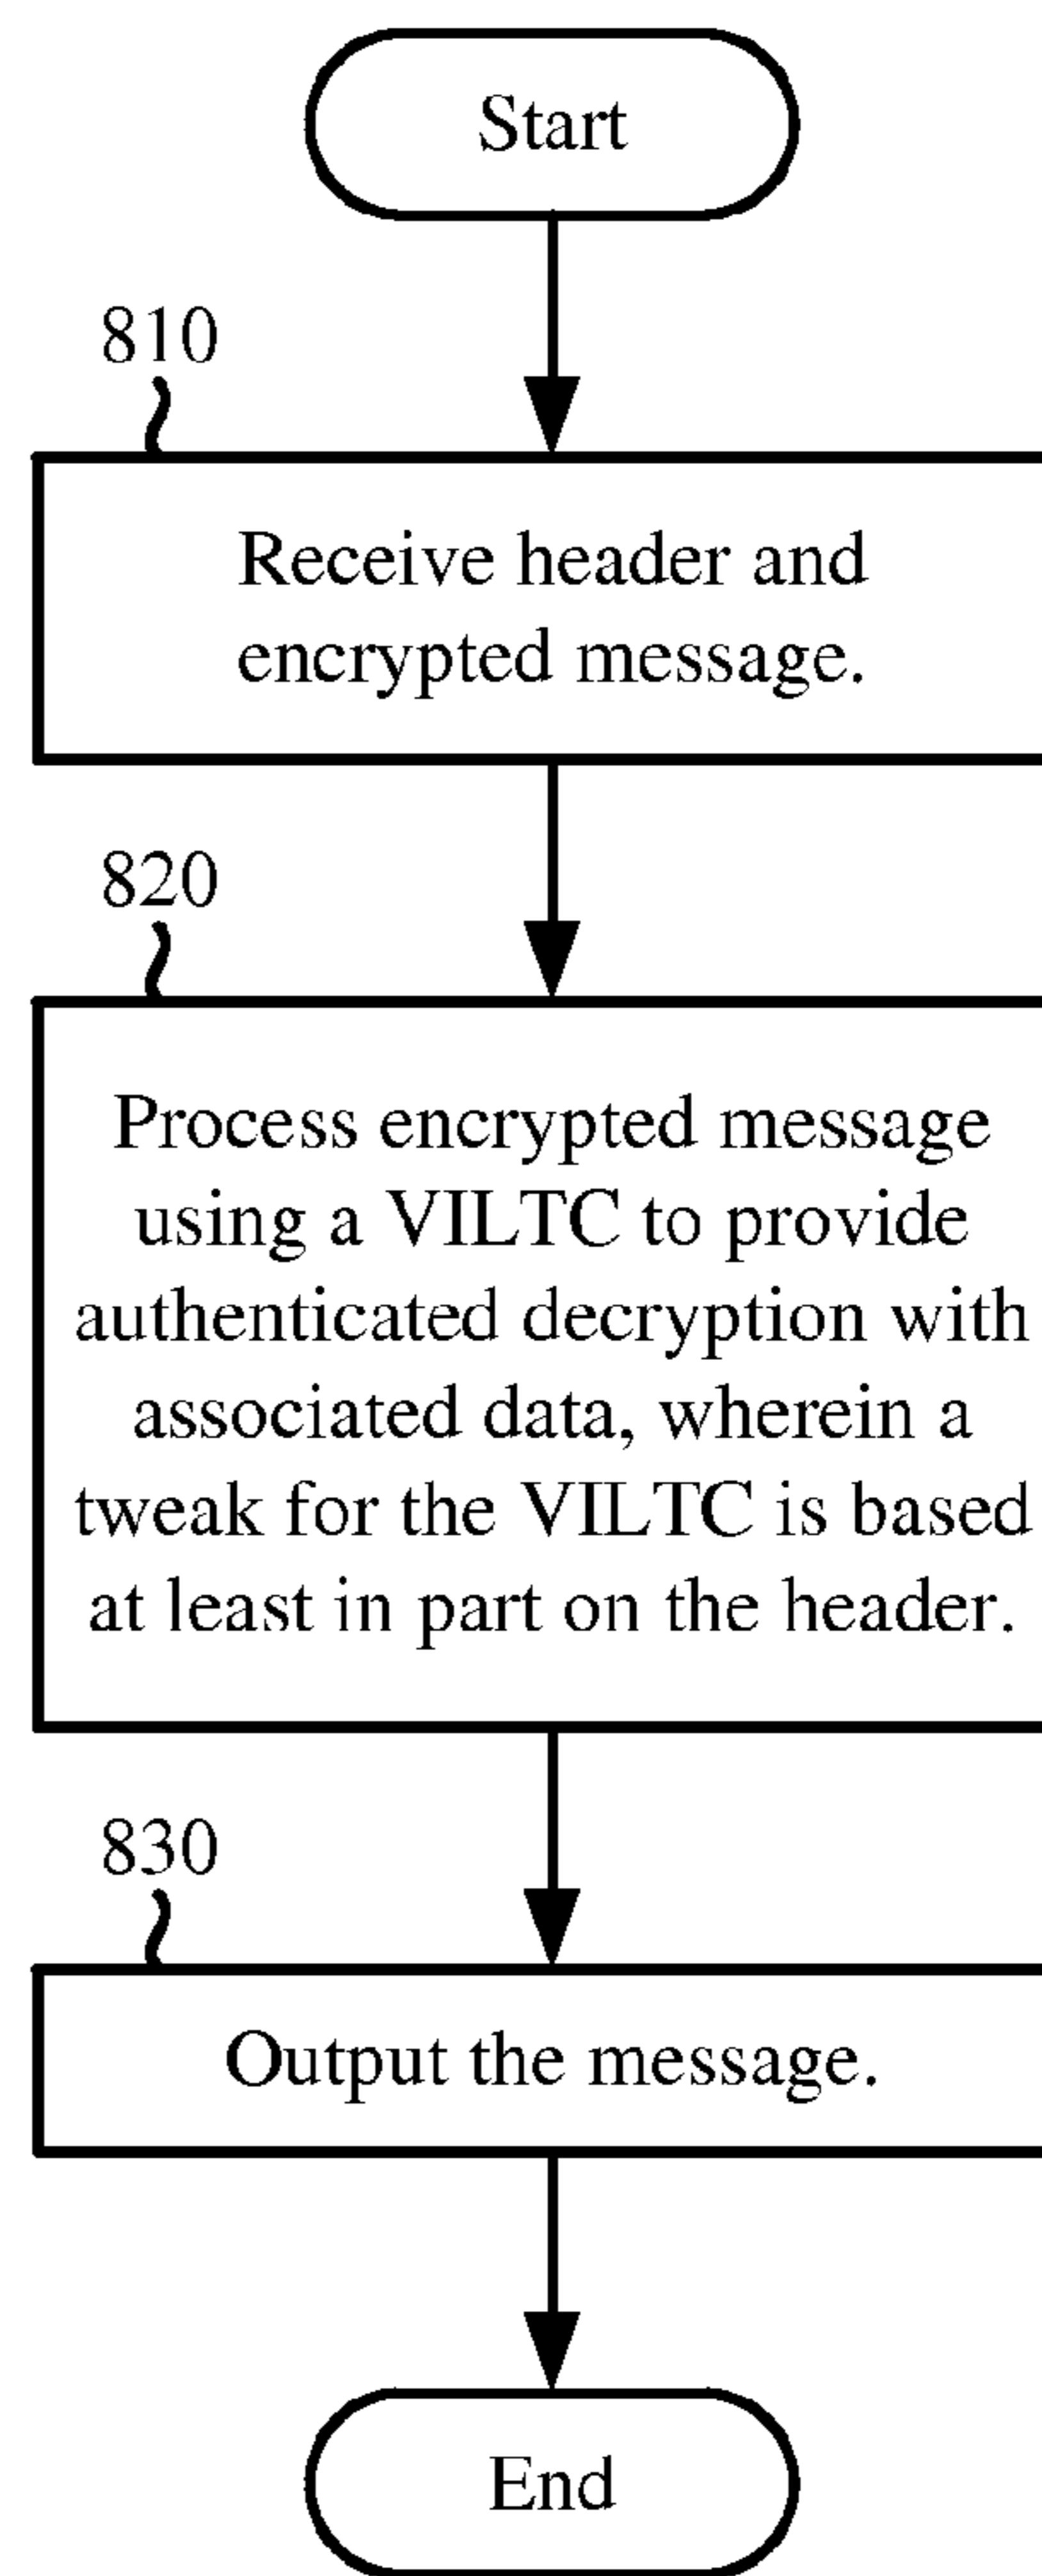 Start
810
Receive header and
encrypted message.
820
Process encrypted message
using a VILTC to provide
authenticated decryption with
associated data, wherein a
tweak for the VILTC is based
at least in part on the header.
830
Output the message.
End